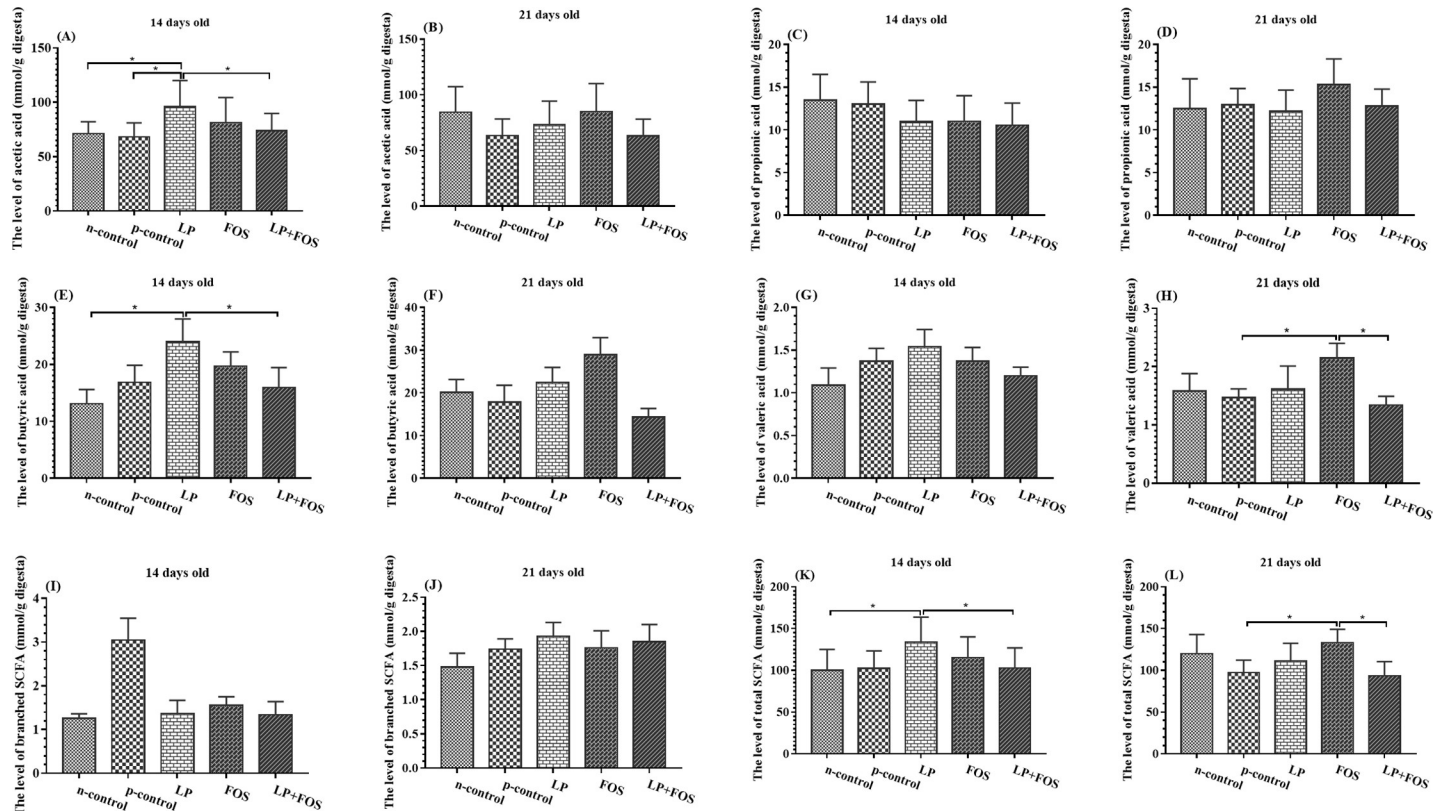 14 days old
(A)
The level of acetic acid (mmol/g digesta)
150
100
50
0
*
*
*
n-control
p-control
LP
FOS
LP+FOS
21 days old
(B)
The level of acetic acid (mmol/g digesta)
150
100
50
0
n-control
p-control
LP
FOS
LP+FOS
14 days old
(C)
The level of propionic acid (mmol/g digesta)
20
15
10
5
0
n-control
p-control
LP
FOS
LP+FOS
21 days old
(D)
The level of propionic acid (mmol/g digesta)
20
15
10
5
0
n-control
p-control
LP
FOS
LP+FOS
14 days old
(E)
The level of butyric acid (mmol/g digesta)
30
20
10
0
*
*
n-control
p-control
LP
FOS
LP+FOS
21 days old
(F)
The level of butyric acid (mmol/g digesta)
40
30
20
10
0
n-control
p-control
LP
FOS
LP+FOS
14 days old
(G)
The level of valeric acid (mmol/g digesta)
2.0
1.5
1.0
0.5
0.0
n-control
p-control
LP
FOS
LP+FOS
21 days old
(H)
The level of valeric acid (mmol/g digesta)
3
2
1
0
*
*
n-control
p-control
LP
FOS
LP+FOS
14 days old
(I)
The level of branched SCFA (mmol/g digesta)
4
3
2
1
0
n-control
p-control
LP
FOS
LP+FOS
21 days old
(J)
The level of branched SCFA (mmol/g digesta)
2.5
2.0
1.5
1.0
0.5
0.0
n-control
p-control
LP
FOS
LP+FOS
14 days old
(K)
The level of total SCFA (mmol/g digesta)
200
150
100
50
0
*
*
n-control
p-control
LP
FOS
LP+FOS
21 days old
(L)
The level of total SCFA (mmol/g digesta)
200
150
100
50
0
*
*
n-control
p-control
LP
FOS
LP+FOS